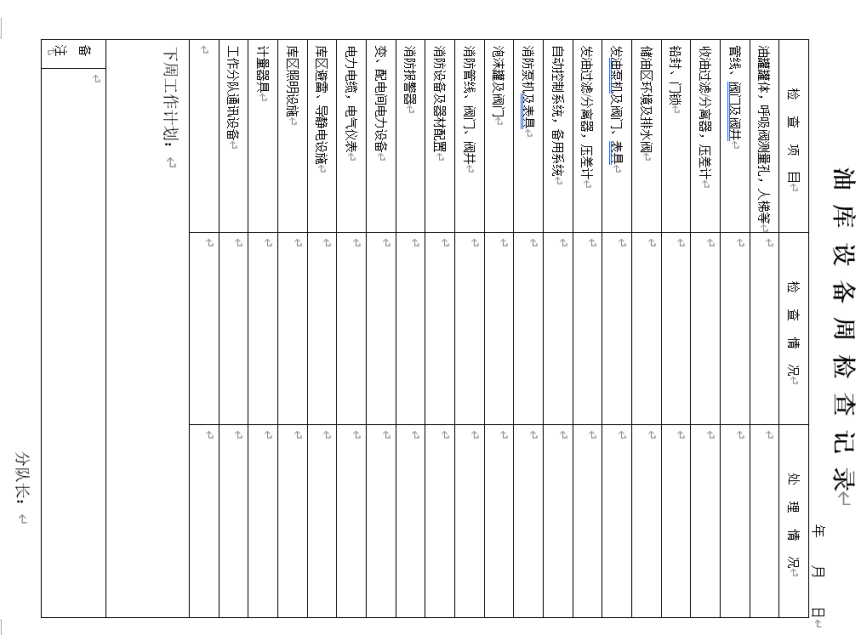 油库设备周检查记录
年 月 日
检查项目 检查情况 处理情况
油罐罐体，呼吸阀测量孔，人梯等
管线、阀门及阀井
收油过滤/分离器，压差计
铅封、门锁
储油区环境及排水阀
发油泵机及阀门、表具
发油过滤/分离器，压差计
自动控制系统，备用系统
消防泵机及表具
泡沫罐及阀门
消防管线、阀门、阀井
消防设备及器材配置
消防报警器
变、配电间电力设备
电力电缆，电气仪表
库区避雷、导静电设施
库区照明设施
计量器具
工作分队通讯设备
下周工作计划：
备注
分队长：